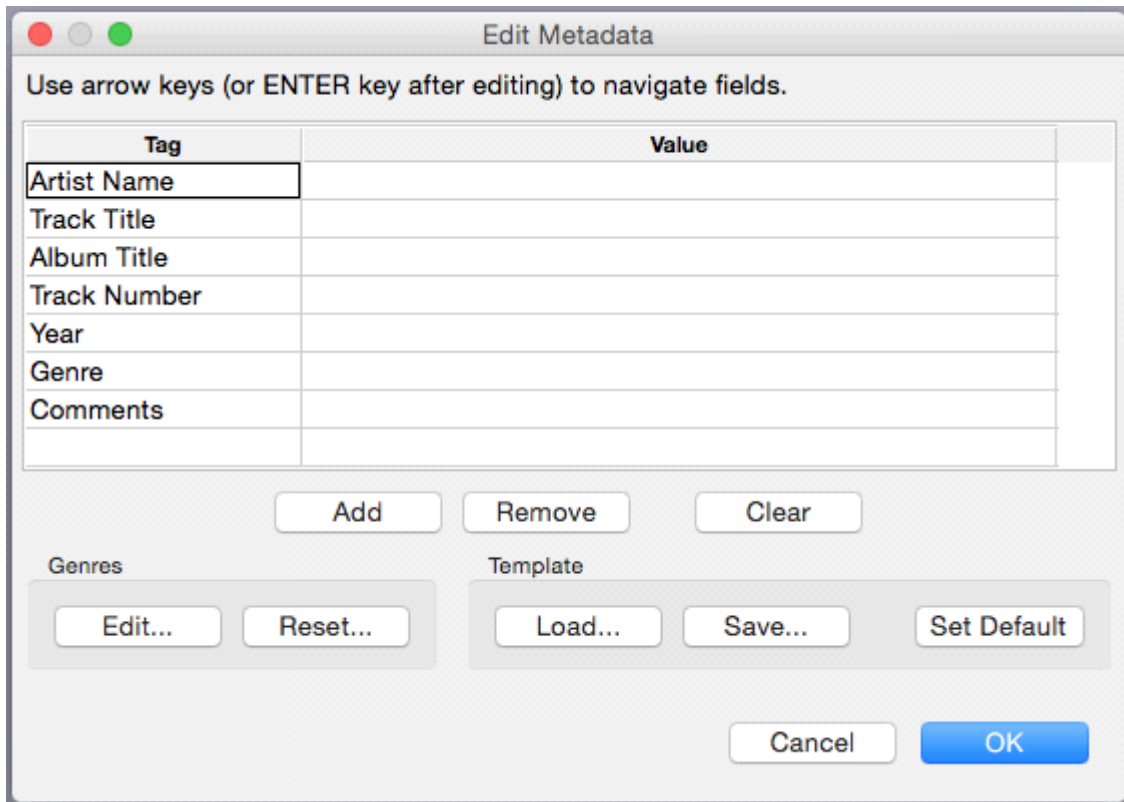 Edit Metadata
Use arrow keys (or ENTER key after editing) to navigate fields.
Tag Value
Artist Name
Track Title
Album Title
Track Number
Year
Genre
Comments
Add Remove Clear
Genres Template
Edit... Reset... Load... Save... Set Default
Cancel OK